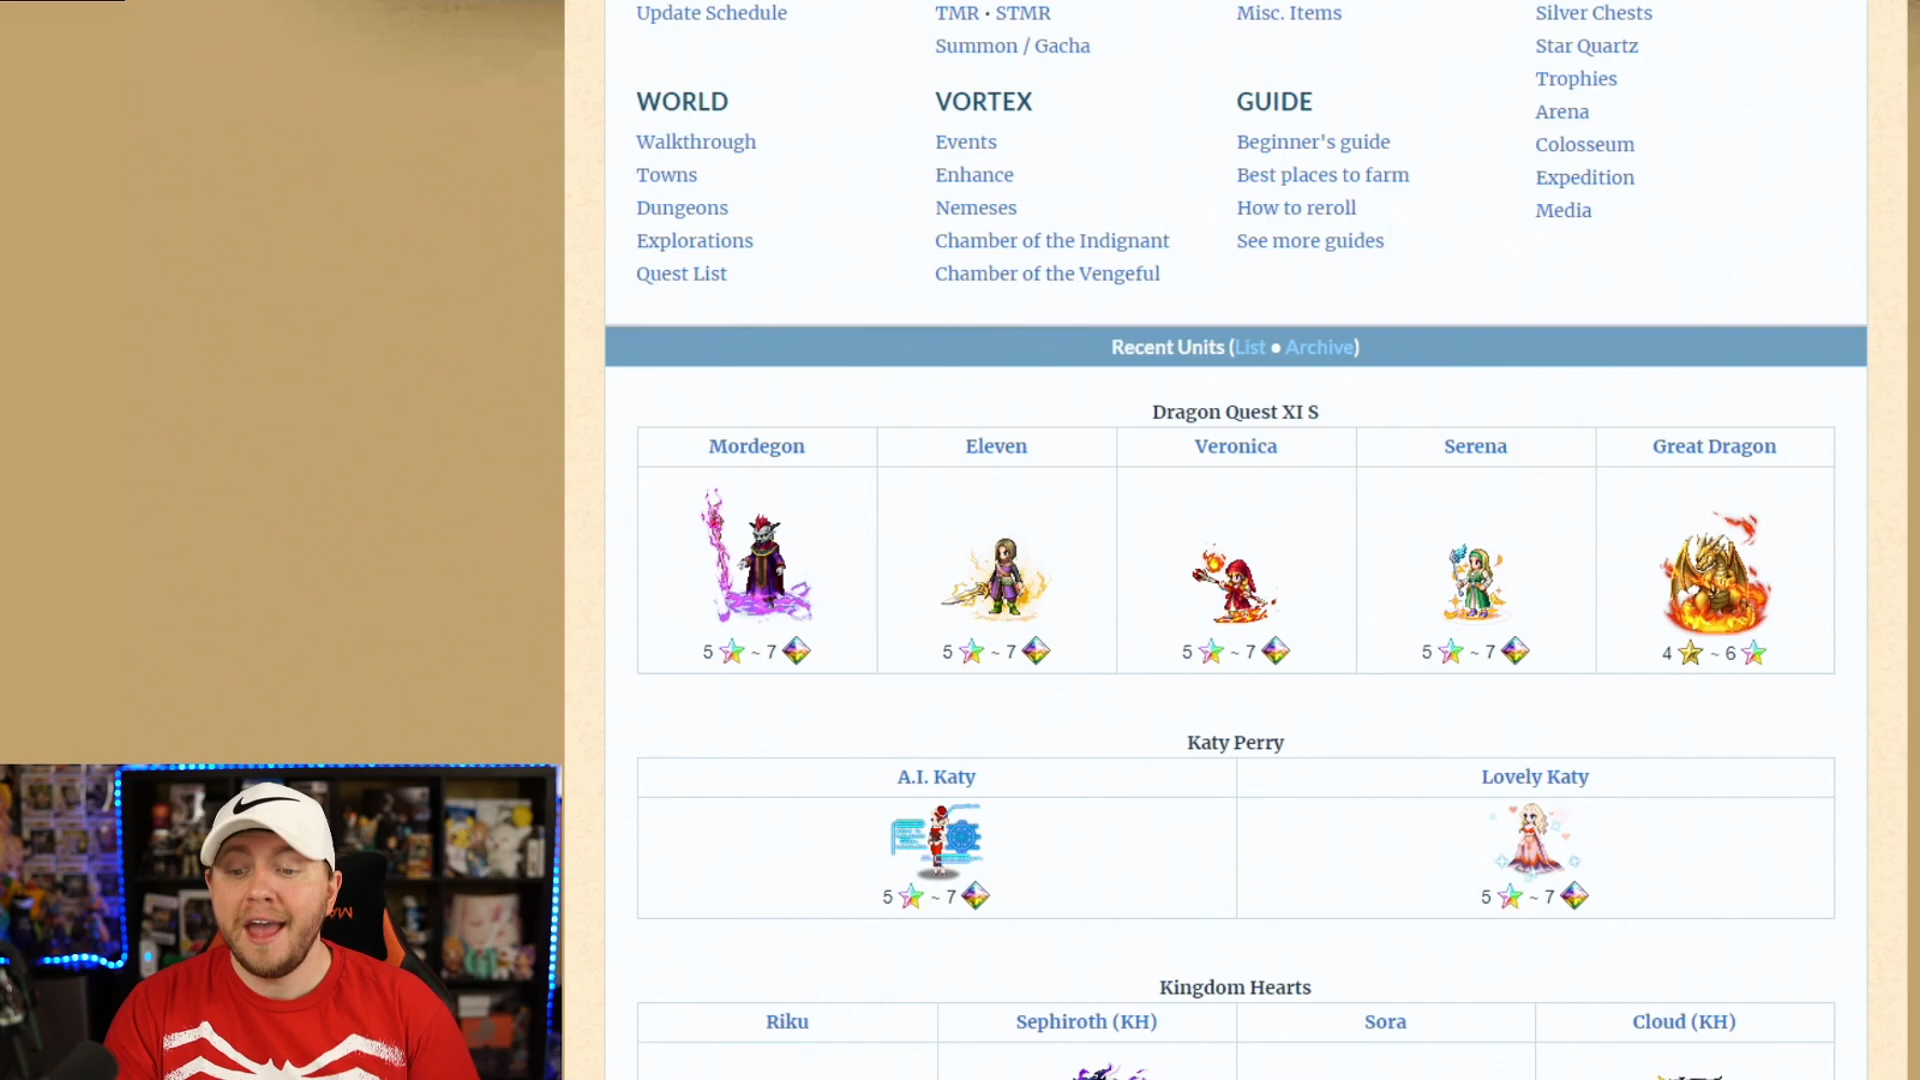 Update Schedule
TMR • STMR
Summon / Gacha
Misc. Items
Silver Chests
Star Quartz
Trophies
Arena
Colosseum
Expedition
Media
WORLD
Walkthrough
Towns
Dungeons
Explorations
Quest List
VORTEX
Events
Enhance
Nemeses
Chamber of the Indignant
Chamber of the Vengeful
GUIDE
Beginner's guide
Best places to farm
How to reroll
See more guides
Recent Units (List ● Archive)
Dragon Quest XI S
Mordegon
Eleven
Veronica
Serena
Great Dragon
5 ~ 7
5 ~ 7
5 ~ 7
5 ~ 7
4 ~ 6
Katy Perry
A.I. Katy
Lovely Katy
5 ~ 7
5 ~ 7
Kingdom Hearts
Riku
Sephiroth (KH)
Sora
Cloud (KH)